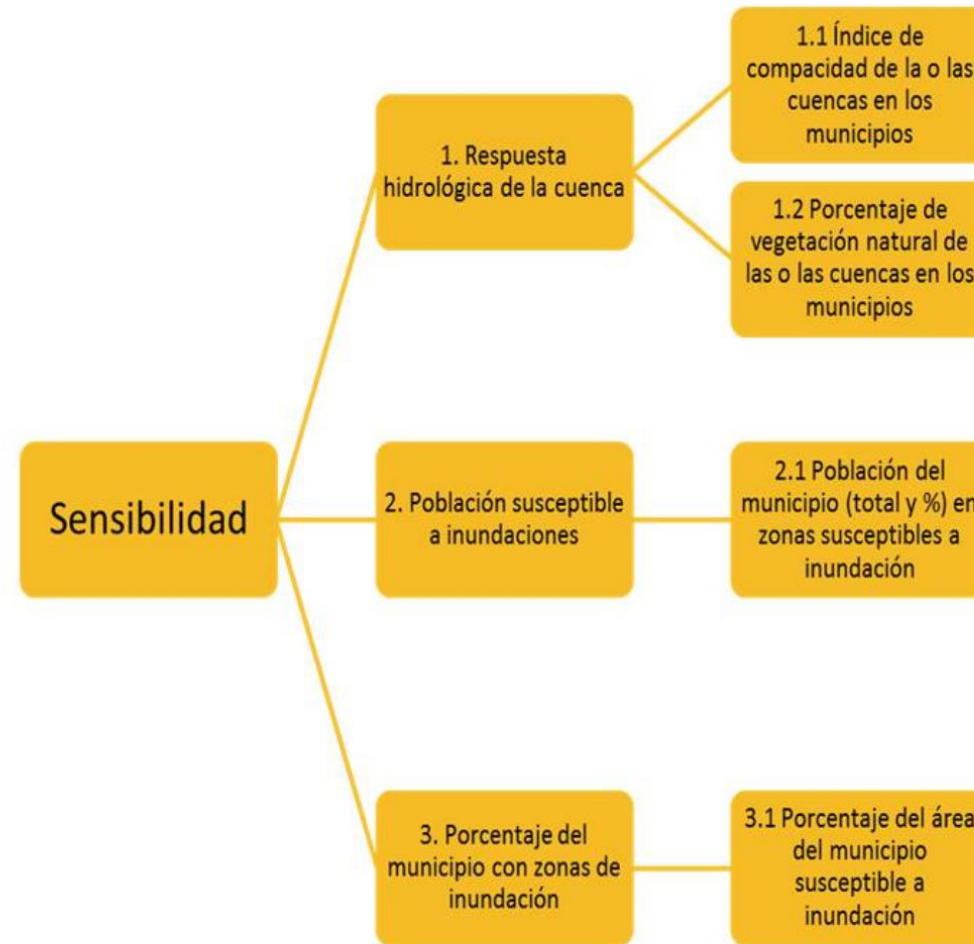 Sensibilidad
1. Respuesta
hidrológica de la cuenca
1.1 Índice de
compacidad de la o las
cuencas en los
municipios
1.2 Porcentaje de
vegetación natural de
las o las cuencas en los
municipios
2. Población susceptible
a inundaciones
2.1 Población del
municipio (total y %) en
zonas susceptibles a
inundación
3. Porcentaje del
municipio con zonas de
inundación
3.1 Porcentaje del área
del municipio
susceptible a
inundación